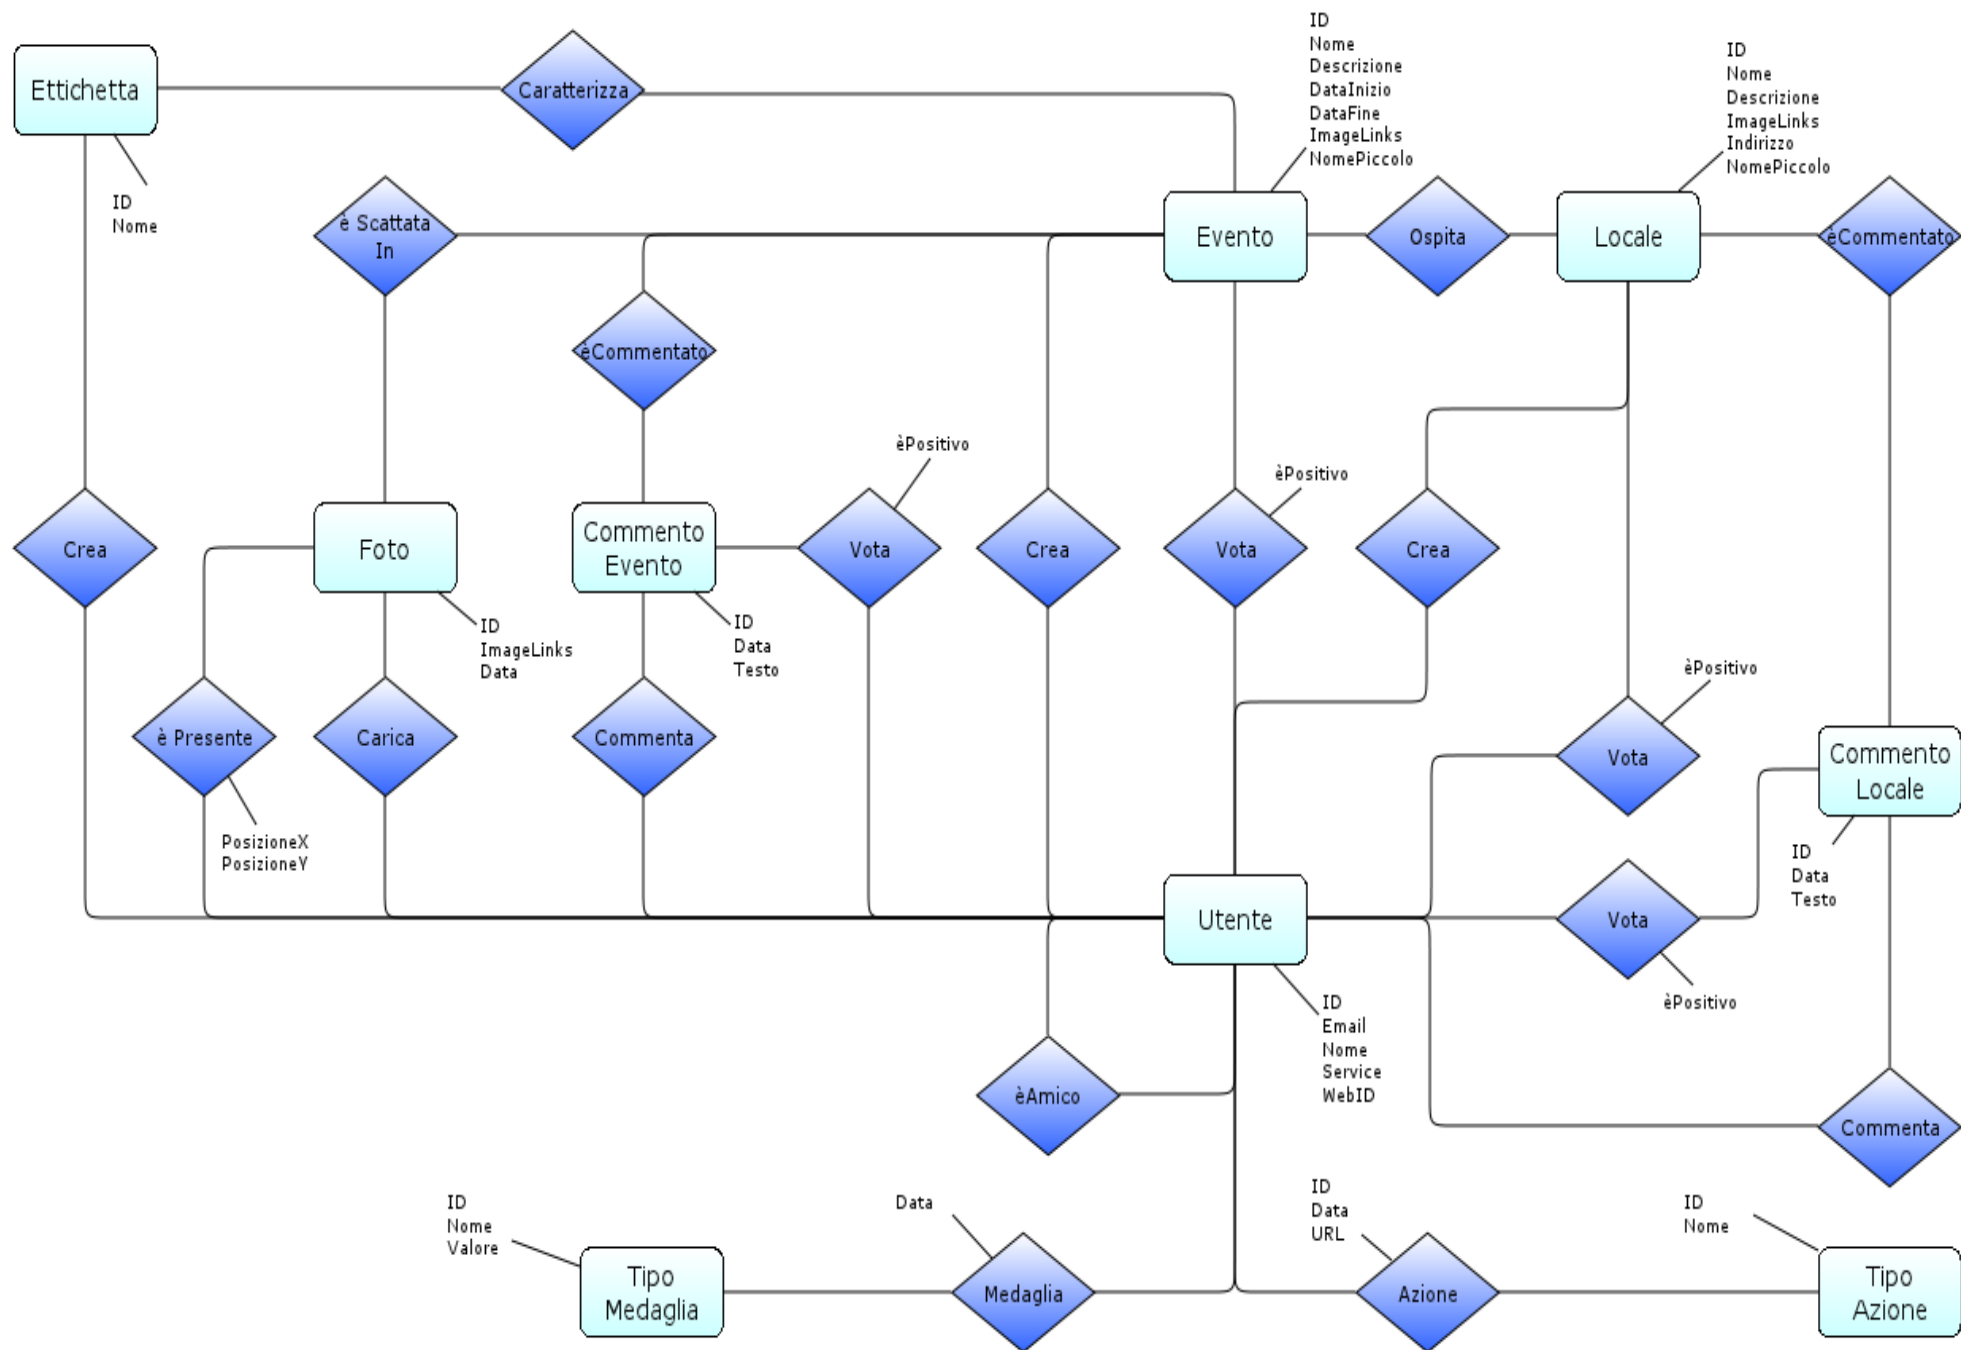 ID
Nome
Descrizione
DataInizio
DataFine
ImageLinks
NomePiccolo
ID
Nome
Descrizione
ImageLinks
Indirizzo
NomePiccolo
Ettichetta
Caratterizza
ID
Nome
è Scattata
In
Evento
Ospita
Locale
èCommentato
èCommentato
èPositivo
èPositivo
Crea
Foto
Commento
Evento
Vota
Crea
Vota
Crea
ID
ImageLinks
Data
ID
Data
Testo
èPositivo
è Presente
Carica
Commenta
Vota
Commento
Locale
PosizioneX
PosizioneY
ID
Data
Testo
Utente
Vota
èPositivo
ID
Email
Nome
Service
WebID
èAmico
Commenta
ID
Nome
Valore
Data
ID
Data
URL
ID
Nome
Tipo
Medaglia
Medaglia
Azione
Tipo
Azione